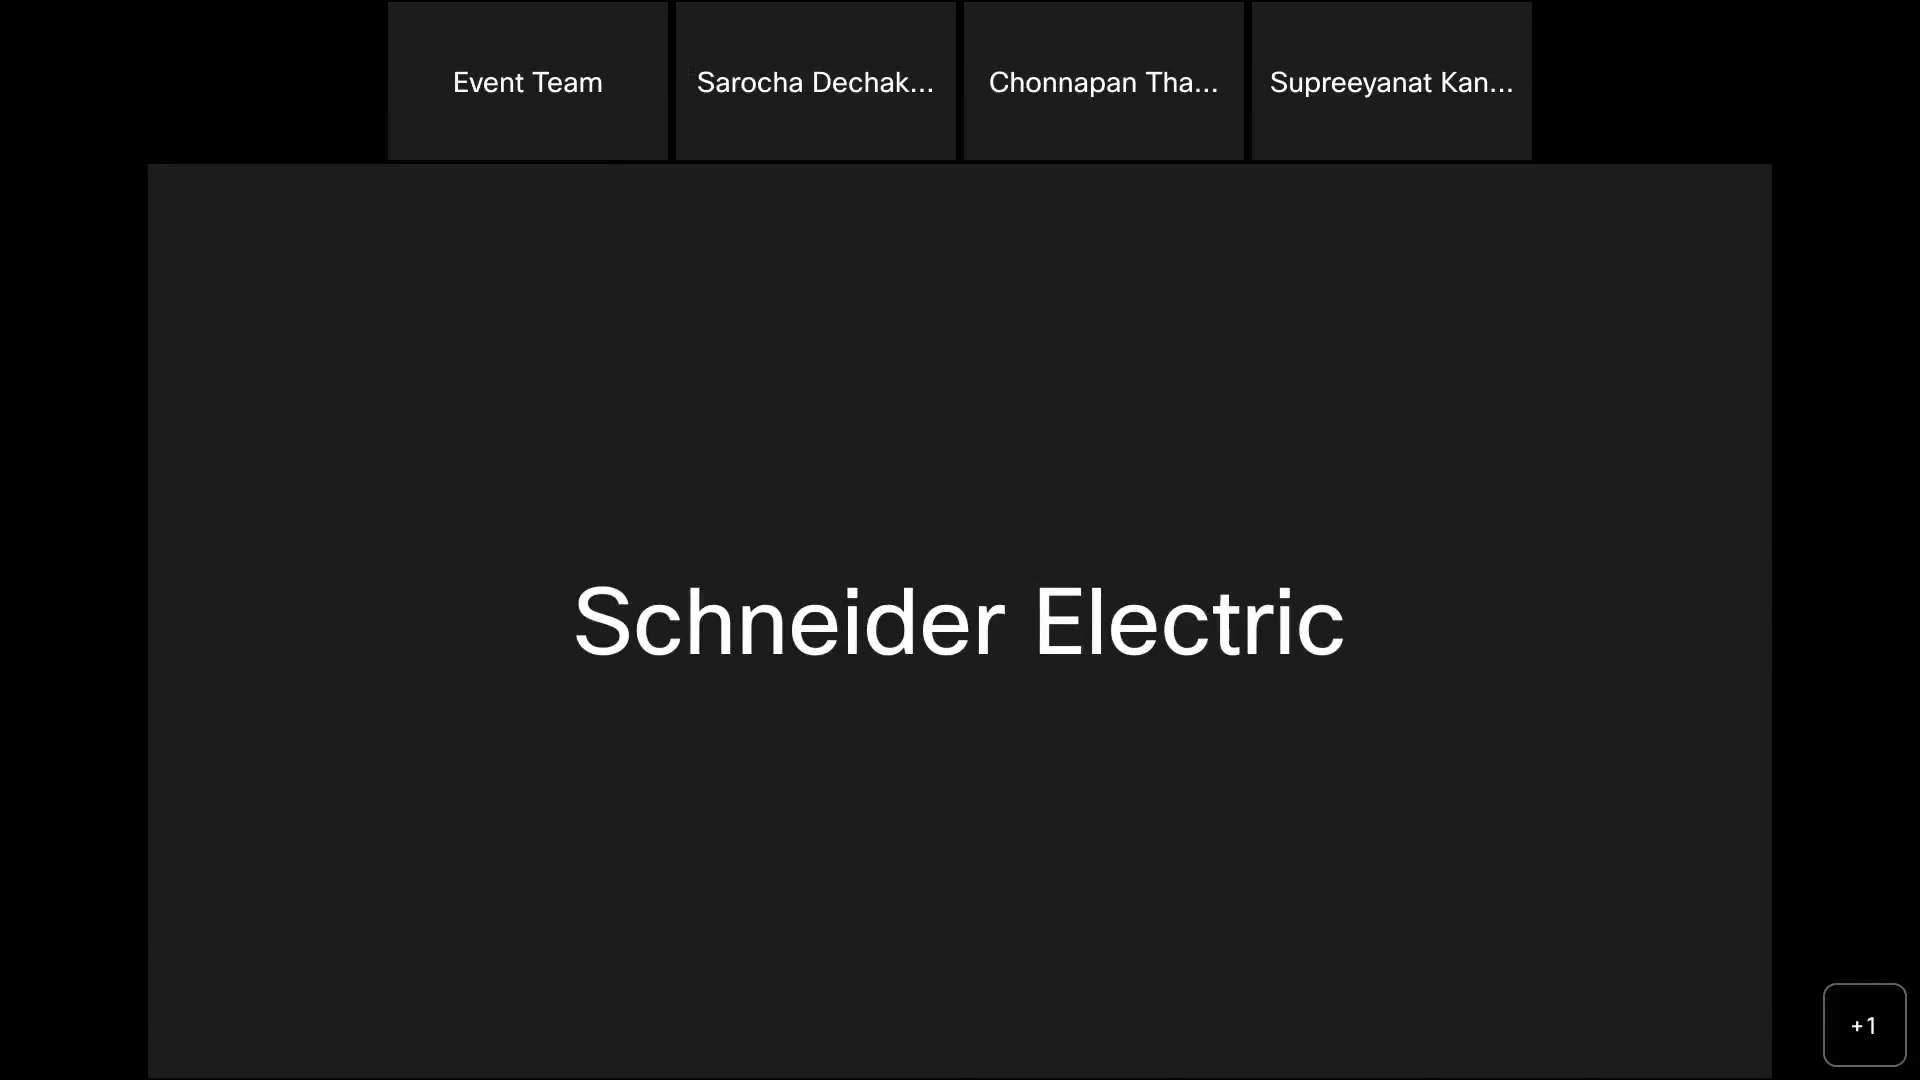 Event Team
Sarocha Dechak...
Chonnapan Tha...
Supreeyanat Kan...
Schneider Electric
+1